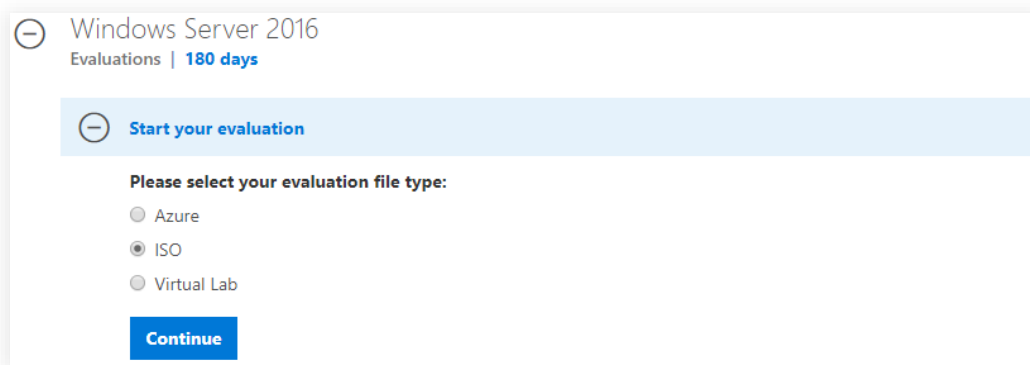 Windows Server 2016
Evaluations | 180 days
Start your evaluation
Please select your evaluation file type:
Azure
ISO
Virtual Lab
Continue